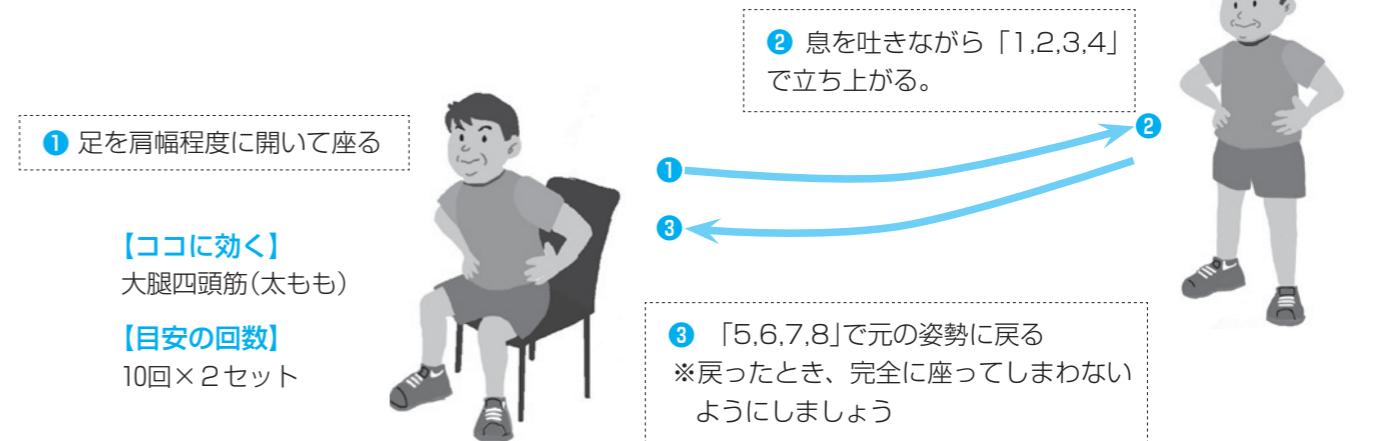 ❶ 足を肩幅程度に開いて座る
【ココに効く】
大腿四頭筋(太もも)
【目安の回数】
10回×2セット
❷ 息を吐きながら「1,2,3,4」
で立ち上がる。
❶
❷
❸
❸ 「5,6,7,8」で元の姿勢に戻る
※戻ったとき、完全に座ってしまわない
ようにしましょう